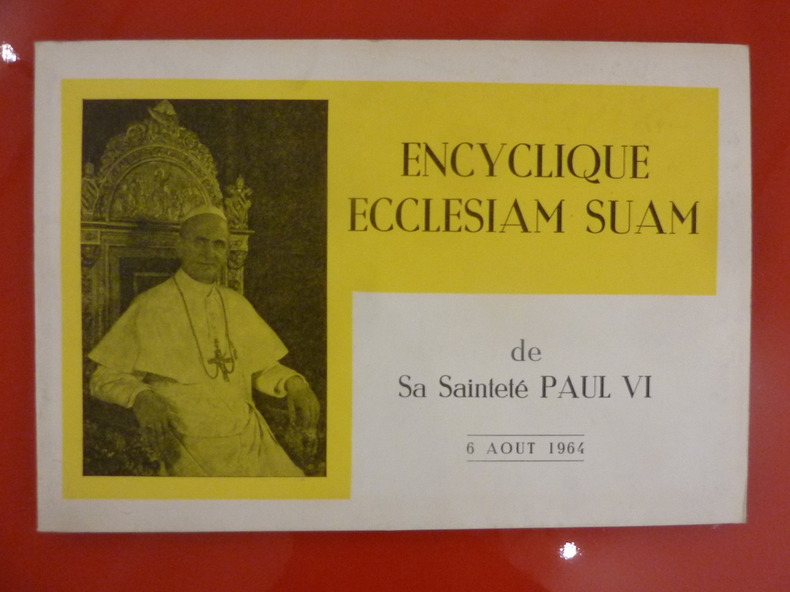 ENCYCLIQUE
ECCLESIAM SUAM
de
Sa Sainteté PAUL VI
6 AOUT 1964